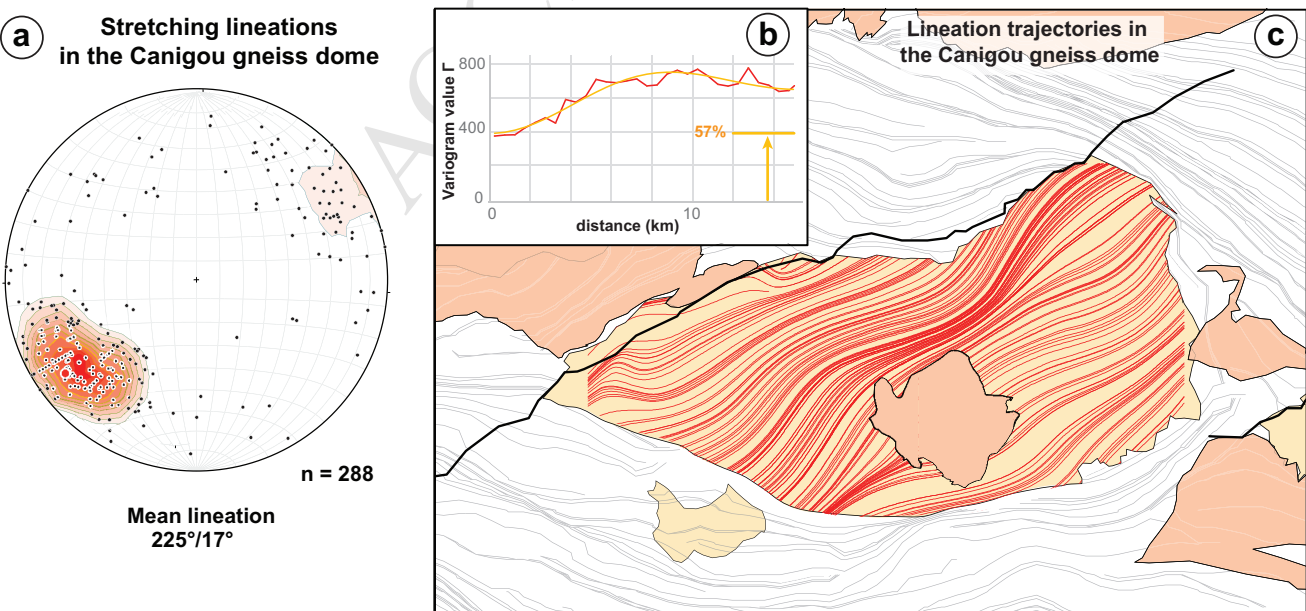 a
Stretching lineations
in the Canigou gneiss dome
n = 288
Mean lineation
225°/17°
b
Variogram value Γ
800
400
0
57%
0
10
distance (km)
Lineation trajectories in
the Canigou gneiss dome
c
AC